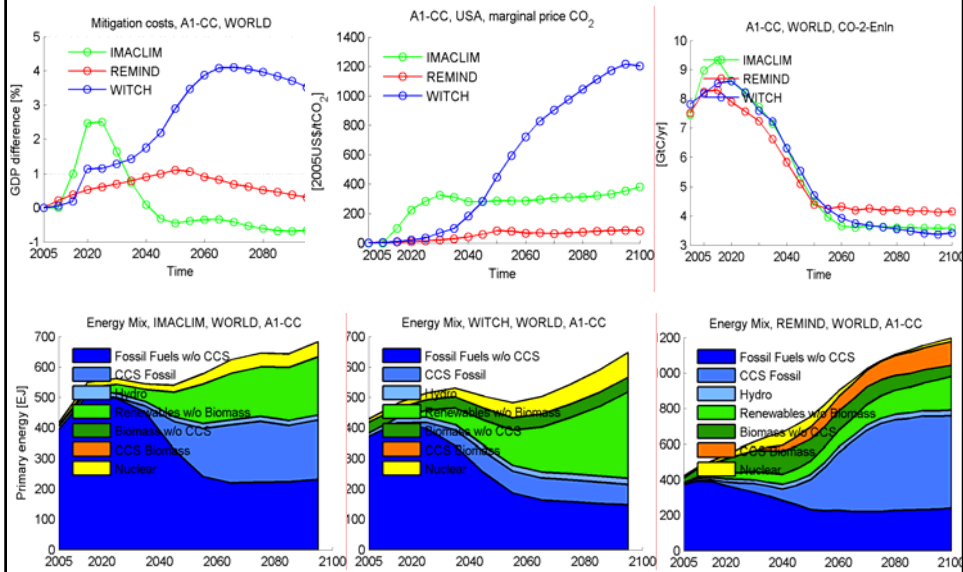 Mitigation costs, A1-CC, WORLD
GDP difference [%]
5
4
3
2
1
0
-1
IMACLIM
REMIND
WITCH
2005 2020 2040 2060 2080
Time
A1-CC, USA, marginal price CO2
[2005US$/tCO2]
1400
1200
1000
800
600
400
200
0
IMACLIM
REMIND
WITCH
2005 2020 2040 2060 2080 2100
Time
A1-CC, WORLD, CO-2-EnIn
[GtC/yr]
10
9
8
7
6
5
4
3
IMACLIM
REMIND
WITCH
2005 2020 2040 2060 2080 2100
Time
Energy Mix, IMACLIM, WORLD, A1-CC
Primary energy [EJ]
700
600
500
400
300
200
100
0
Fossil Fuels w/o CCS
CCS Fossil
Hydro
Renewables w/o Biomass
Biomass w/o CCS
CCS Biomass
Nuclear
2005 2020 2040 2060 2080 2100
Energy Mix, WITCH, WORLD, A1-CC
700
600
500
400
300
200
100
0
Fossil Fuels w/o CCS
CCS Fossil
Hydro
Renewables w/o Biomass
Biomass w/o CCS
CCS Biomass
Nuclear
2005 2020 2040 2060 2080 2100
Energy Mix, REMIND, WORLD, A1-CC
200
000
800
600
400
200
0
Fossil Fuels w/o CCS
CCS Fossil
Hydro
Renewables w/o Biomass
Biomass w/o CCS
CCS Biomass
Nuclear
2005 2020 2040 2060 2080 2100